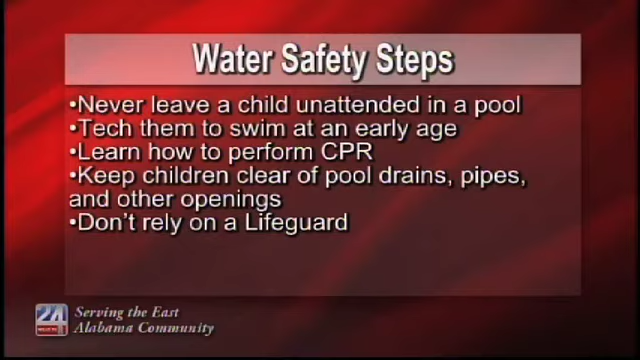 Water Safety Steps
•Never leave a child unattended in a pool
•Tech them to swim at an early age
•Learn how to perform CPR
•Keep children clear of pool drains, pipes,
and other openings
•Don't rely on a Lifeguard
24
Serving the East
Alabama Community